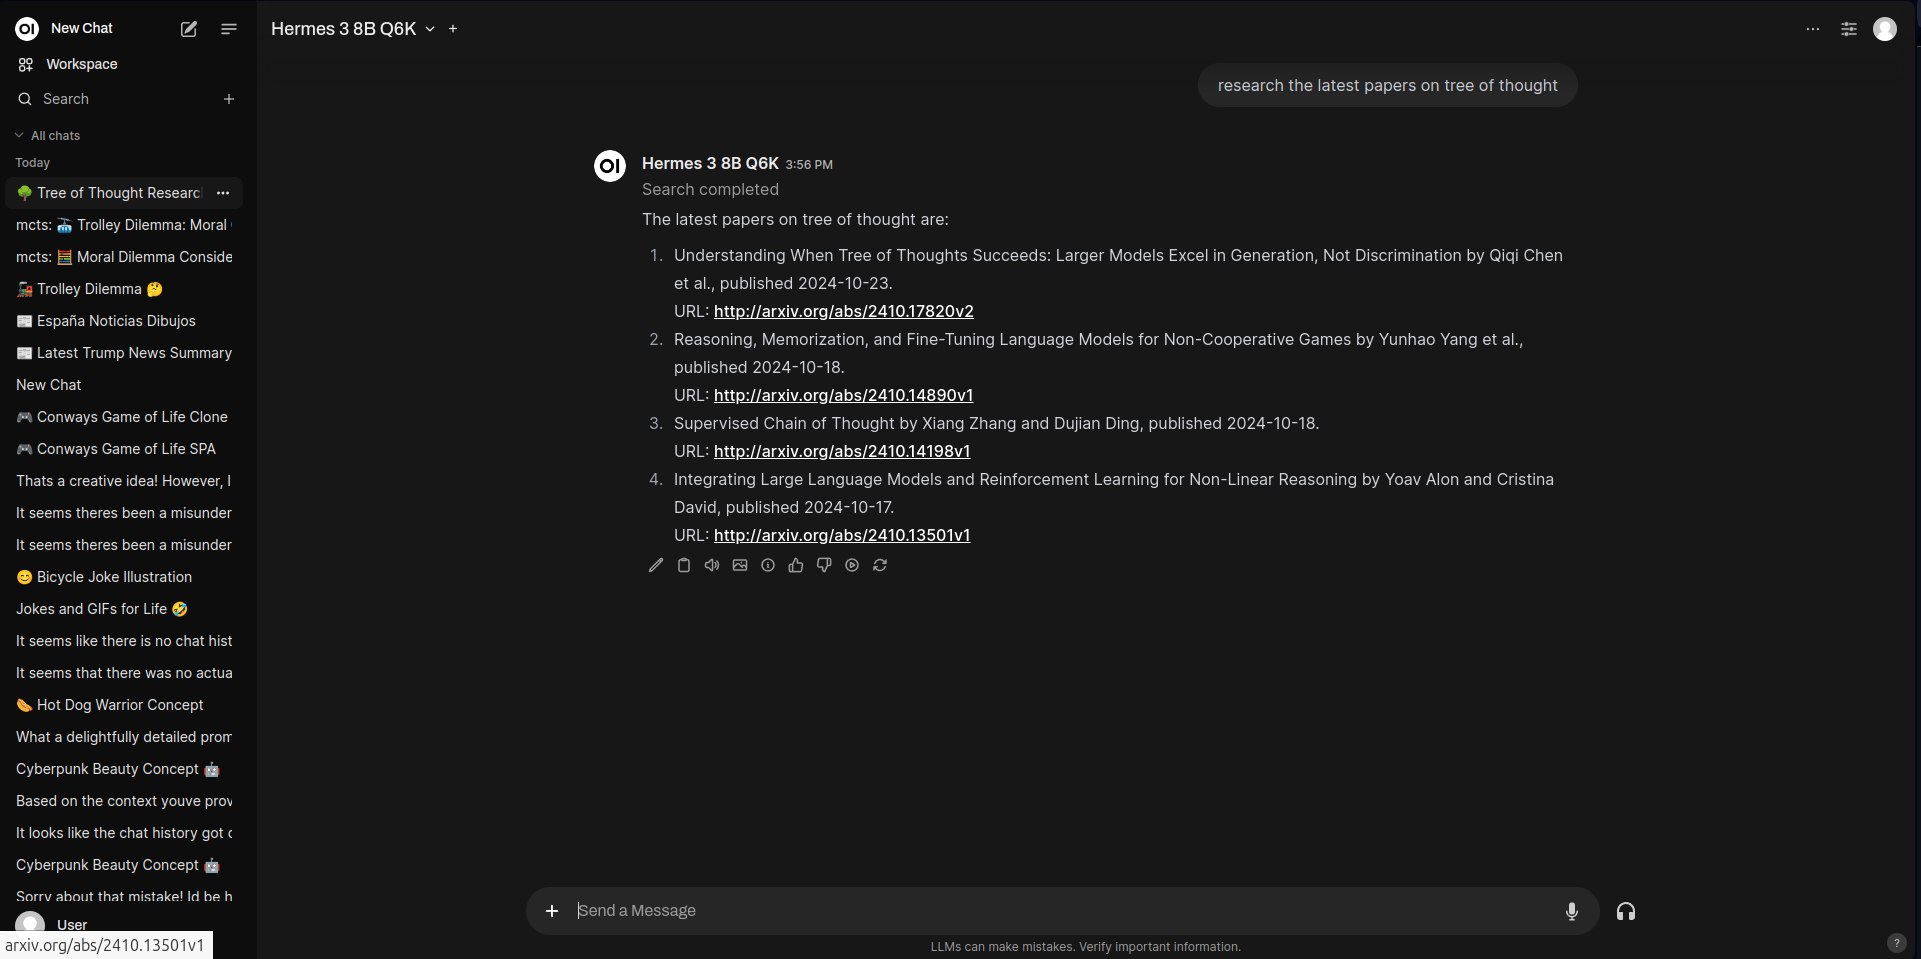 OI New Chat
Workspace
Search
All chats
Today
Tree of Thought Researc
mcts: 🚠 Trolley Dilemma: Moral
mcts: 🧮 Moral Dilemma Conside
🚂 Trolley Dilemma 🤔
📰 España Noticias Dibujos
📰 Latest Trump News Summary
New Chat
🎮 Conways Game of Life Clone
🎮 Conways Game of Life SPA
Thats a creative idea! However, I
It seems theres been a misunder
It seems theres been a misunder
😊 Bicycle Joke Illustration
Jokes and GIFs for Life 🤣
It seems like there is no chat hist
It seems that there was no actua
🌭 Hot Dog Warrior Concept
What a delightfully detailed prom
Cyberpunk Beauty Concept 🤖
Based on the context youve prov
It looks like the chat history got
Cyberpunk Beauty Concept 🤖
Sorry about that mistake! Id be h
User
arxiv.org/abs/2410.13501v1
Hermes 3 8B Q6K
research the latest papers on tree of thought
OI Hermes 3 8B Q6K 3:56 PM
Search completed
The latest papers on tree of thought are:
1. Understanding When Tree of Thoughts Succeeds: Larger Models Excel in Generation, Not Discrimination by Qiqi Chen
et al., published 2024-10-23.
URL: http://arxiv.org/abs/2410.17820v2
2. Reasoning, Memorization, and Fine-Tuning Language Models for Non-Cooperative Games by Yunhao Yang et al.,
published 2024-10-18.
URL: http://arxiv.org/abs/2410.14890v1
3. Supervised Chain of Thought by Xiang Zhang and Dujian Ding, published 2024-10-18.
URL: http://arxiv.org/abs/2410.14198v1
4. Integrating Large Language Models and Reinforcement Learning for Non-Linear Reasoning by Yoav Alon and Cristina
David, published 2024-10-17.
URL: http://arxiv.org/abs/2410.13501v1
Send a Message
LLMs can make mistakes. Verify important information.
?